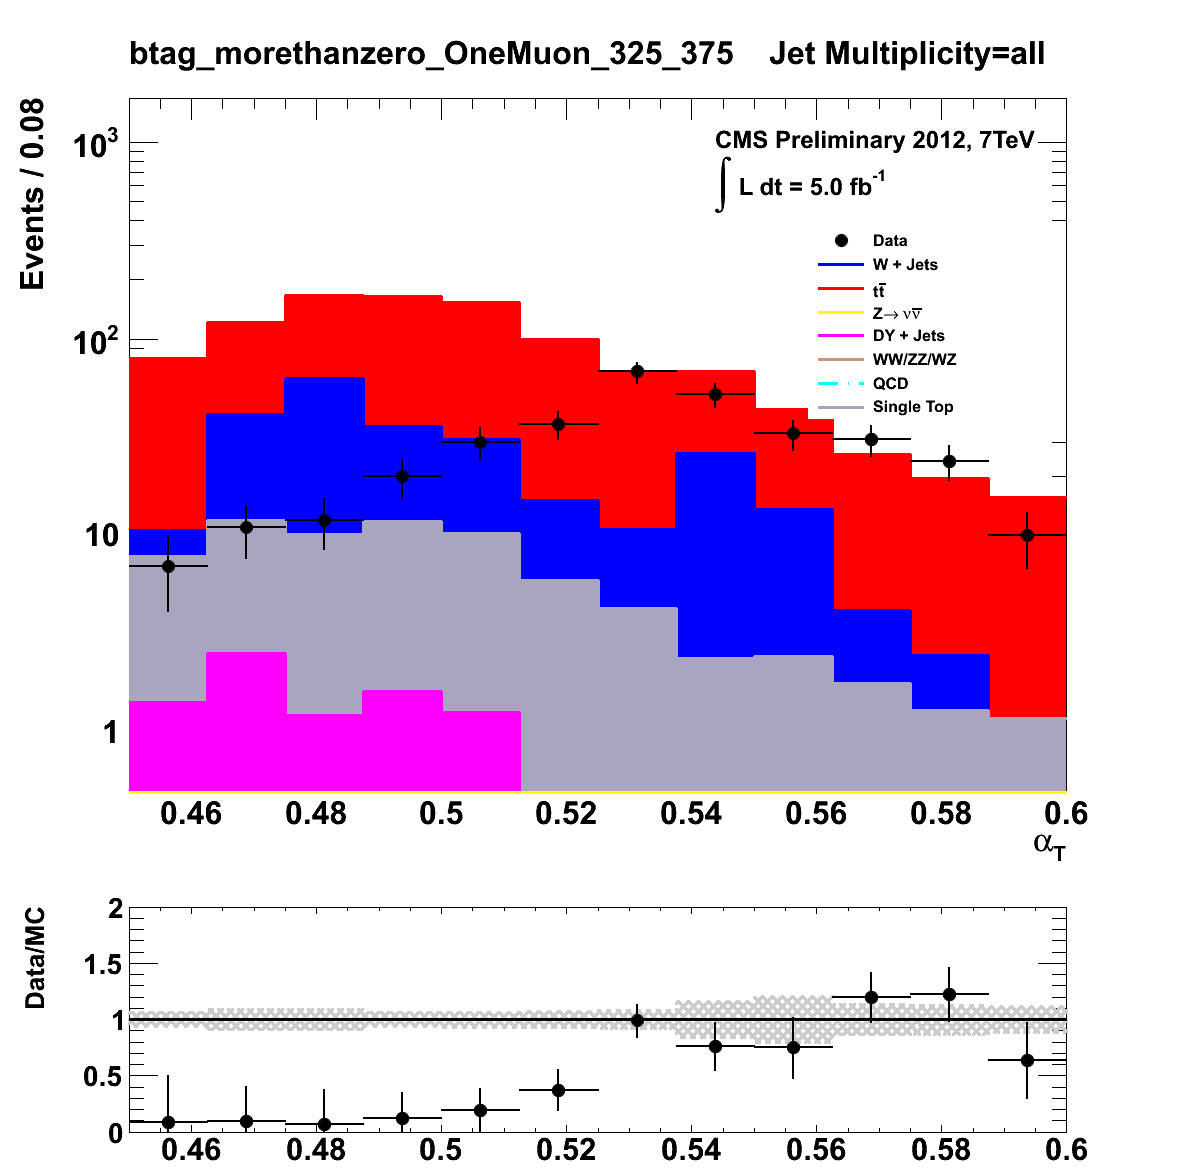 btag_morethanzero_OneMuon_325_375 Jet Multiplicity=all
Events / 0.08
10³
10²
10
1
CMS Preliminary 2012, 7TeV
∫ L dt = 5.0 fb⁻¹
Data
W + Jets
tt̅
Z→ νν̅
DY + Jets
WW/ZZ/WZ
QCD
Single Top
0.46 0.48 0.5 0.52 0.54 0.56 0.58 0.6
α_T
Data/MC
2
1.5
1
0.5
0
0.46 0.48 0.5 0.52 0.54 0.56 0.58 0.6